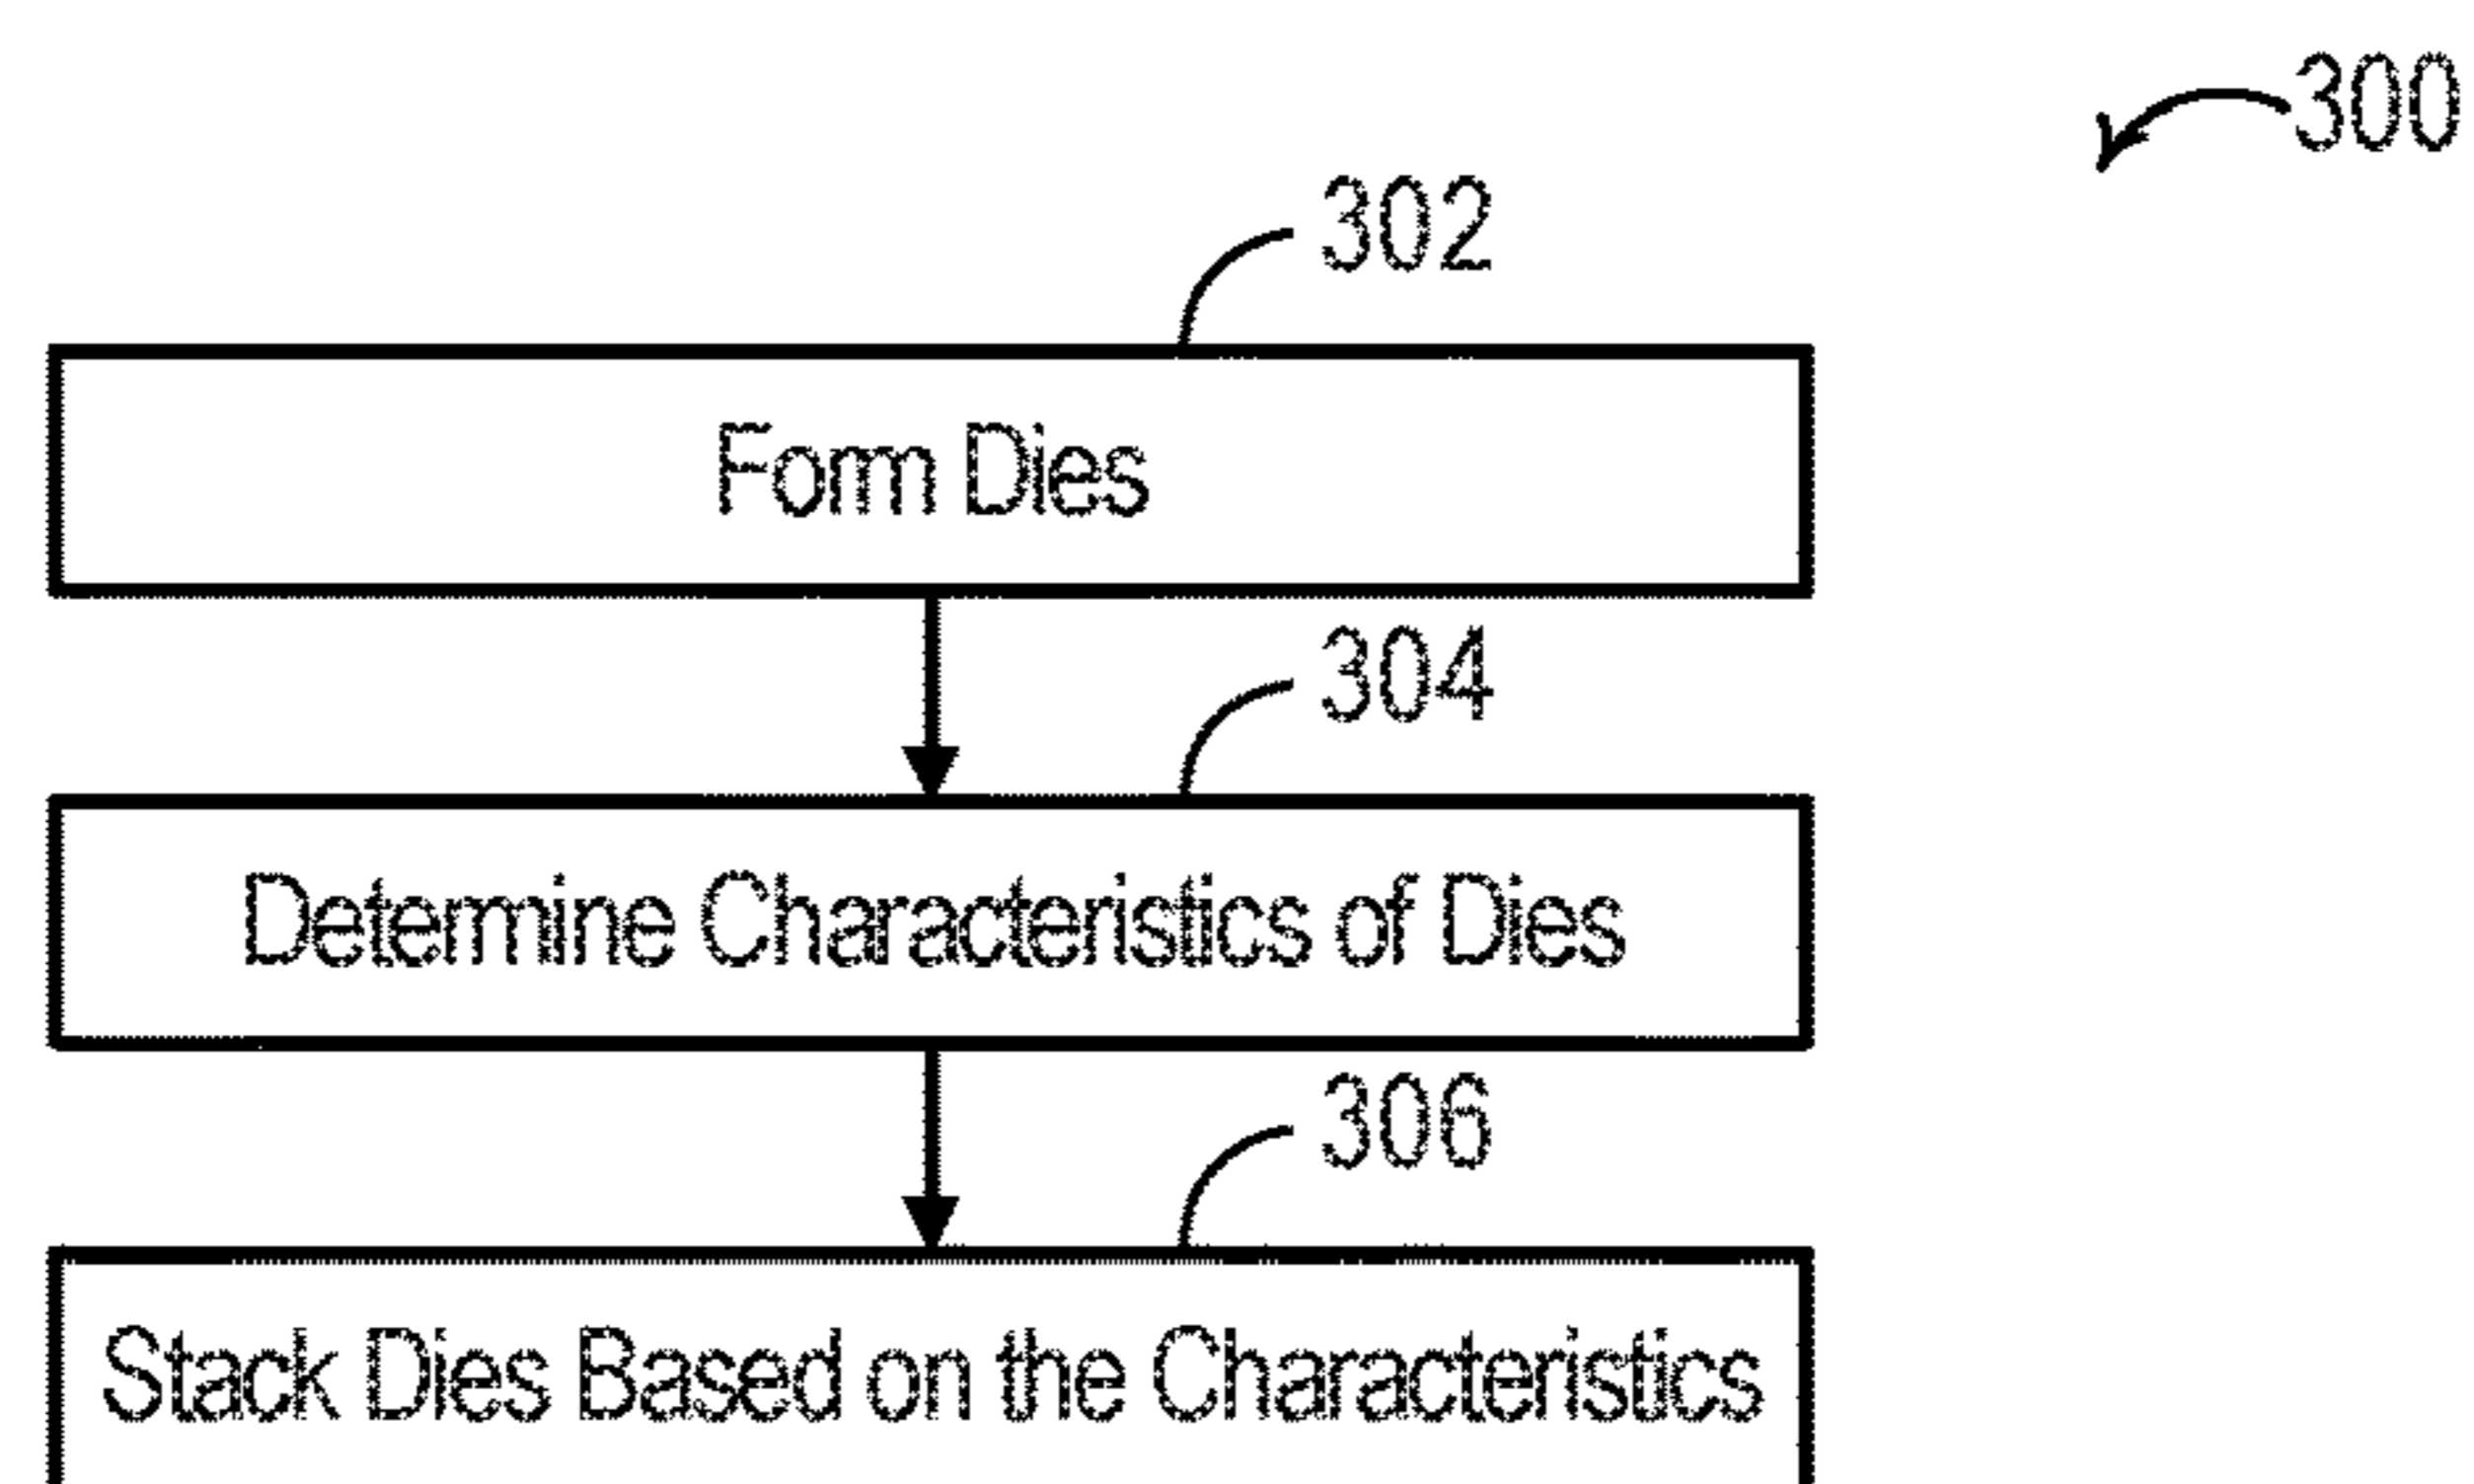 300
302
Form Dies
304
Determine Characteristics of Dies
306
Stack Dies Based on the Characteristics